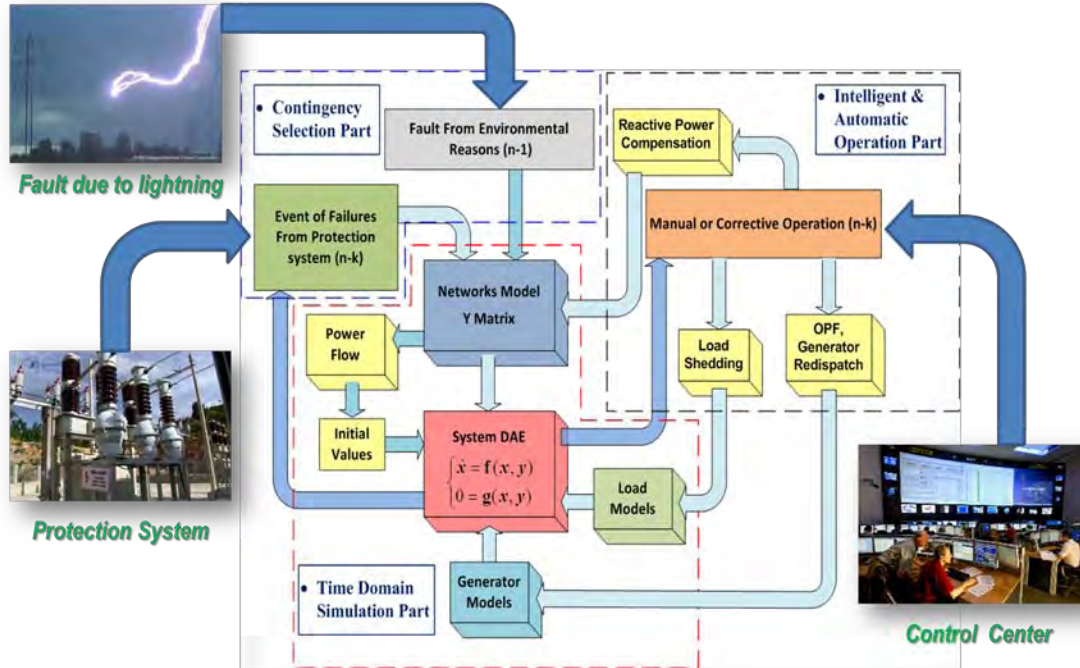 • Contingency
Selection Part
Fault From Environmental
Reasons (n-1)
Reactive Power
Compensation
• Intelligent &
Automatic
Operation Part
Fault due to lightning
Event of Failures
From Protection
system (n-k)
Manual or Corrective Operation (n-k)
Networks Model
Y Matrix
Power
Flow
Load
Shedding
OPF,
Generator
Redispatch
Initial
Values
System DAE
ẋ = f(x, y)
0 = g(x, y)
Load
Models
Protection System
• Time Domain
Simulation Part
Generator
Models
Control Center